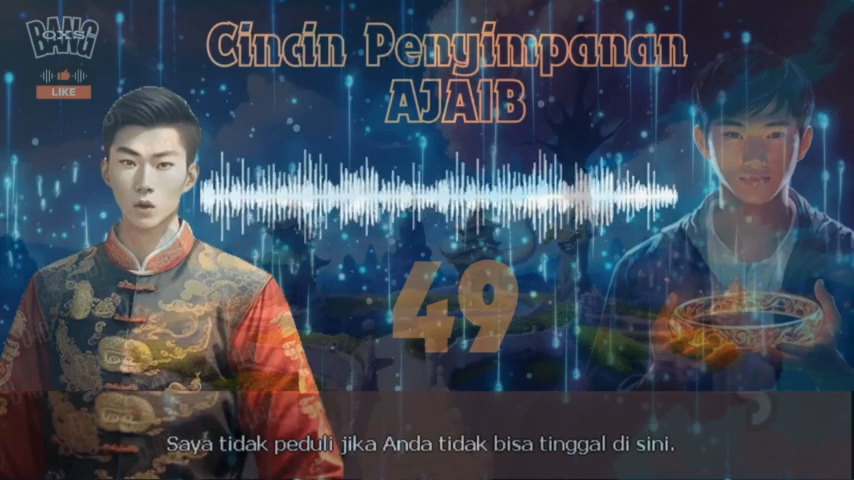 BANG
OXS
LIKE
Cincin Penyimpanan
AJAIB
49
Saya tidak peduli jika Anda tidak bisa tinggal di sini.